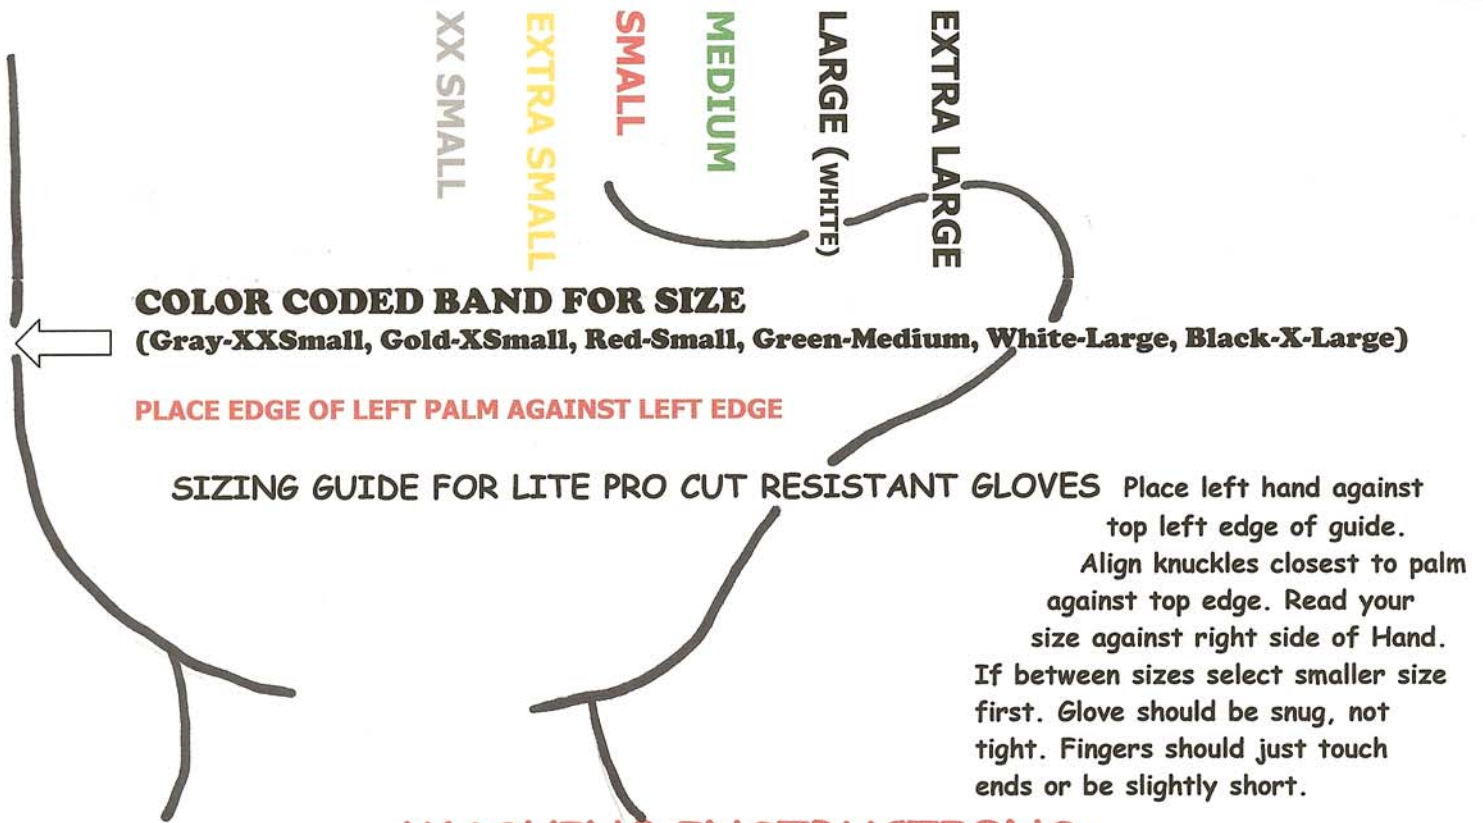 XX SMALL
EXTRA SMALL
SMALL
MEDIUM
LARGE (WHITE)
EXTRA LARGE
COLOR CODED BAND FOR SIZE
(Gray-XXSmall, Gold-XSmall, Red-Small, Green-Medium, White-Large, Black-X-Large)
PLACE EDGE OF LEFT PALM AGAINST LEFT EDGE
SIZING GUIDE FOR LITE PRO CUT RESISTANT GLOVES Place left hand against
top left edge of guide.
Align knuckles closest to palm
against top edge. Read your
size against right side of Hand.
If between sizes select smaller size
first. Glove should be snug, not
tight. Fingers should just touch
ends or be slightly short.